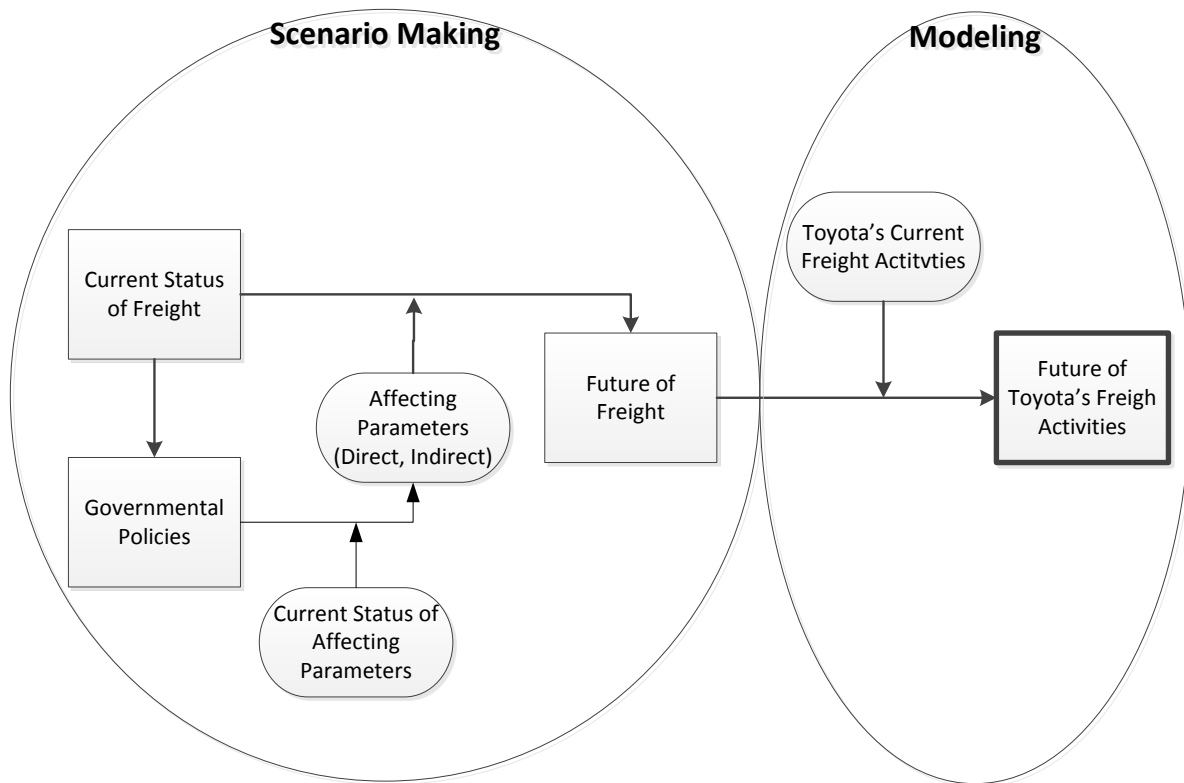 Scenario Making
Modeling
Toyota's Current
Freight Actitvties
Current Status
of Freight
Affecting
Parameters
(Direct, Indirect)
Future of
Freight
Future of
Toyota's Freigh
Activities
Governmental
Policies
Current Status of
Affecting
Parameters